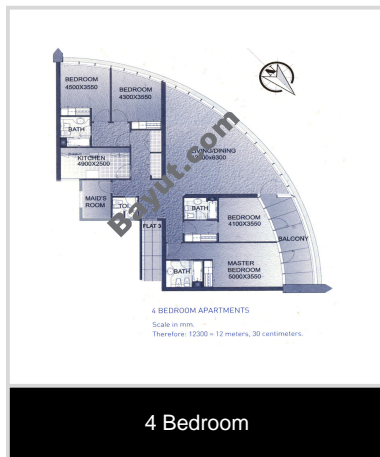 BEDROOM
4500X3550
BEDROOM
4300X3550
BATH
KITCHEN
4900X2500
LIVING/DINING
MAID'S
ROOM
BATH
BEDROOM
4100X3550
BALCONY
FLAT 3
MASTER
BEDROOM
5000X3550
BATH
Bayut.com
4 BEDROOM APARTMENTS
Scale in mm.
Therefore: 12300 = 12 meters, 30 centimeters.
4 Bedroom